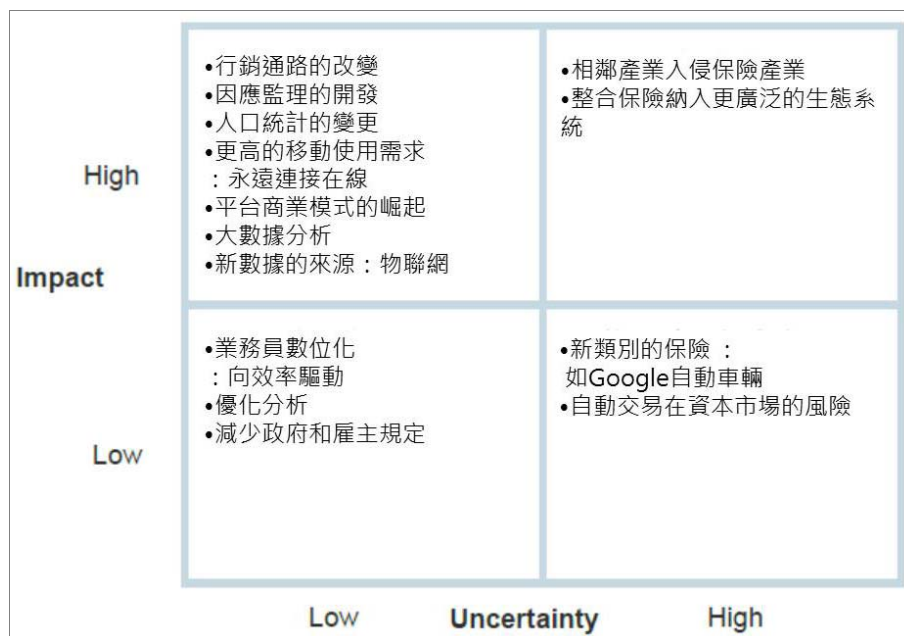 •行銷通路的改變
•因應監理的開發
•人口統計的變更
•更高的移動使用需求
：永遠連接在線
•平台商業模式的崛起
•大數據分析
•新數據的來源：物聯網
•相鄰產業入侵保險產業
•整合保險納入更廣泛的生態系
統
High
Impact
•業務員數位化
：向效率驅動
•優化分析
•減少政府和雇主規定
•新類別的保險：
如Google自動車輛
•自動交易在資本市場的風險
Low
Low
Uncertainty
High